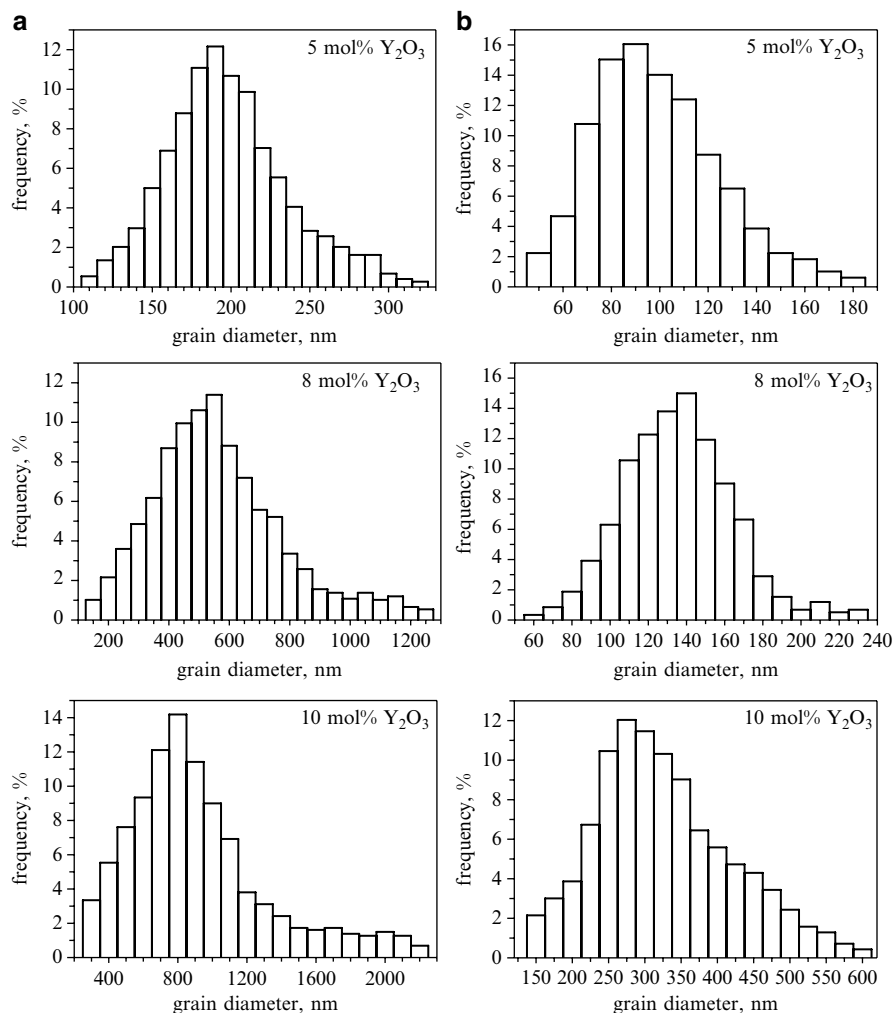 a
5 mol% Y₂O₃
frequency, %
12
10
8
6
4
2
0
100 150 200 250 300
grain diameter, nm
b
5 mol% Y₂O₃
frequency, %
16
14
12
10
8
6
4
2
0
60 80 100 120 140 160 180
grain diameter, nm
8 mol% Y₂O₃
frequency, %
12
10
8
6
4
2
0
200 400 600 800 1000 1200
grain diameter, nm
8 mol% Y₂O₃
frequency, %
16
14
12
10
8
6
4
2
0
60 80 100 120 140 160 180 200 220 240
grain diameter, nm
10 mol% Y₂O₃
frequency, %
14
12
10
8
6
4
2
0
400 800 1200 1600 2000
grain diameter, nm
10 mol% Y₂O₃
frequency, %
12
10
8
6
4
2
0
150 200 250 300 350 400 450 500 550 600
grain diameter, nm